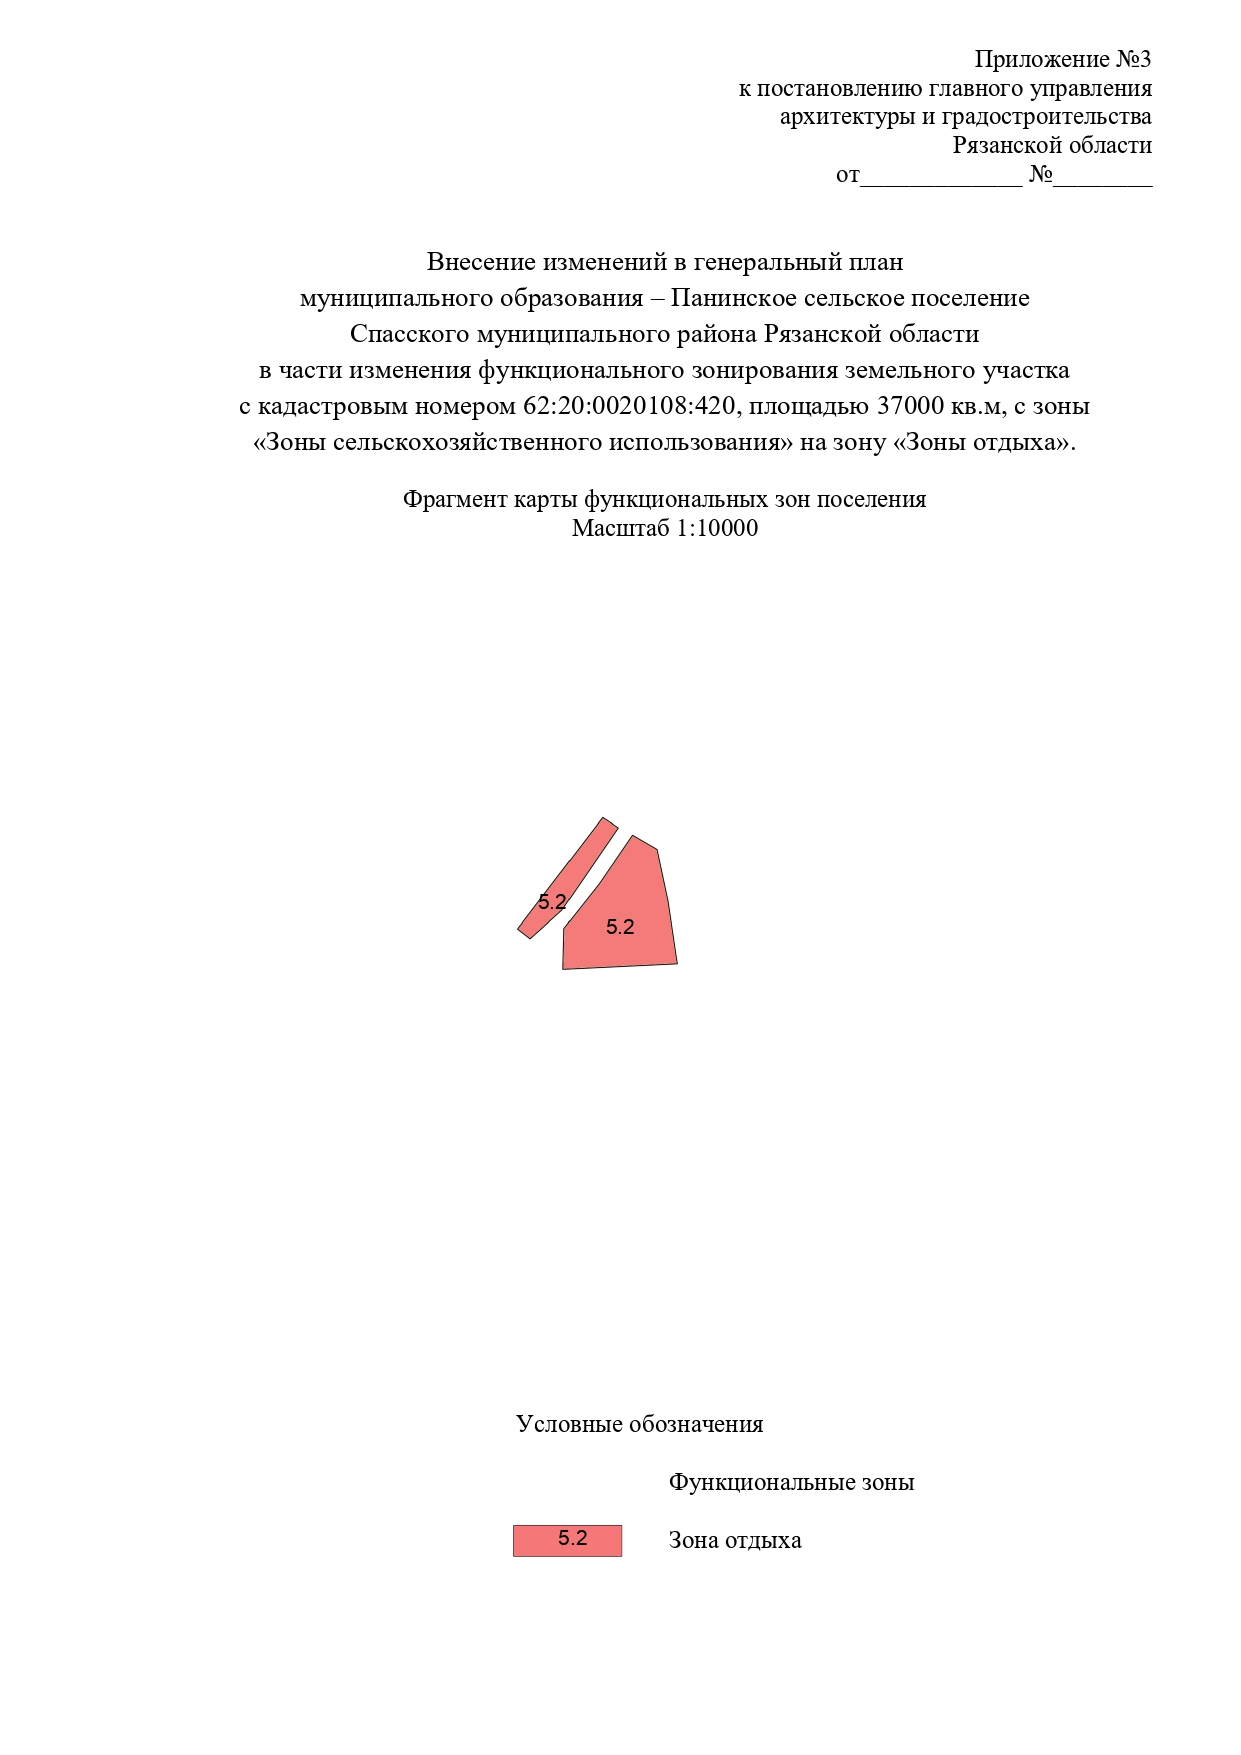 Приложение №3
к постановлению главного управления
архитектуры и градостроительства
Рязанской области
от_____________ №________
Внесение изменений в генеральный план
муниципального образования – Панинское сельское поселение
Спасского муниципального района Рязанской области
в части изменения функционального зонирования земельного участка
с кадастровым номером 62:20:0020108:420, площадью 37000 кв.м, с зоны
«Зоны сельскохозяйственного использования» на зону «Зоны отдыха».
Фрагмент карты функциональных зон поселения
Масштаб 1:10000
5.2
5.2
Условные обозначения
Функциональные зоны
5.2 Зона отдыха